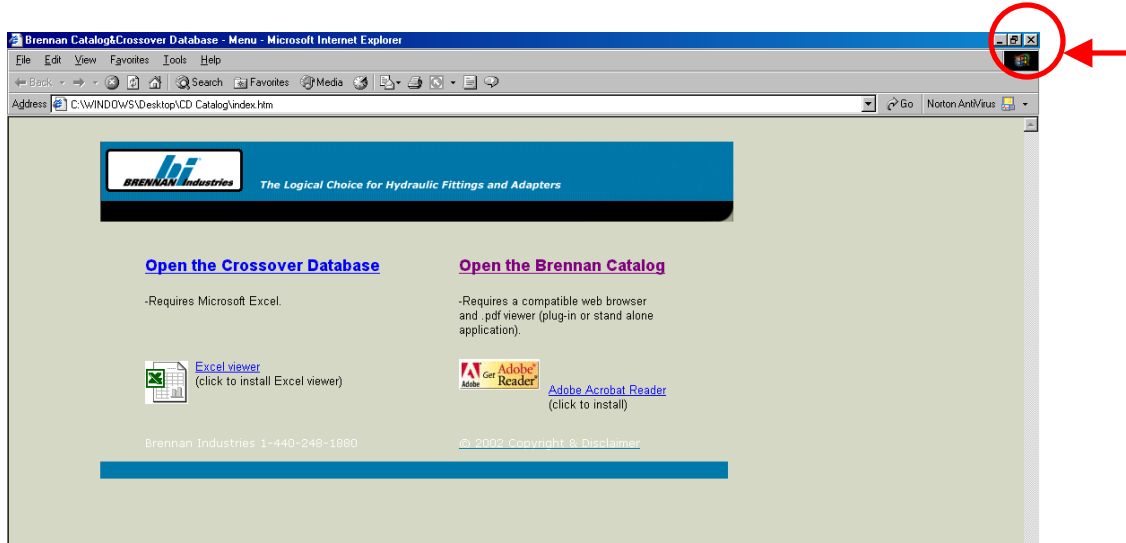 Brennan Catalog&Crossover Database - Menu - Microsoft Internet Explorer
File Edit View Favorites Tools Help
Back Search Favorites Media
Address C:\WINDOWS\Desktop\CD Catalog\index.htm Go Norton AntiVirus
hi
BRENNAN Industries The Logical Choice for Hydraulic Fittings and Adapters
Open the Crossover Database
-Requires Microsoft Excel.
Excel viewer
(click to install Excel viewer)
Open the Brennan Catalog
-Requires a compatible web browser
and .pdf viewer (plug-in or stand alone
application).
Adobe
Get Adobe®
Reader®
Adobe Acrobat Reader
(click to install)
Brennan Industries 1-440-248-1880
© 2002 Copyright & Disclaimer